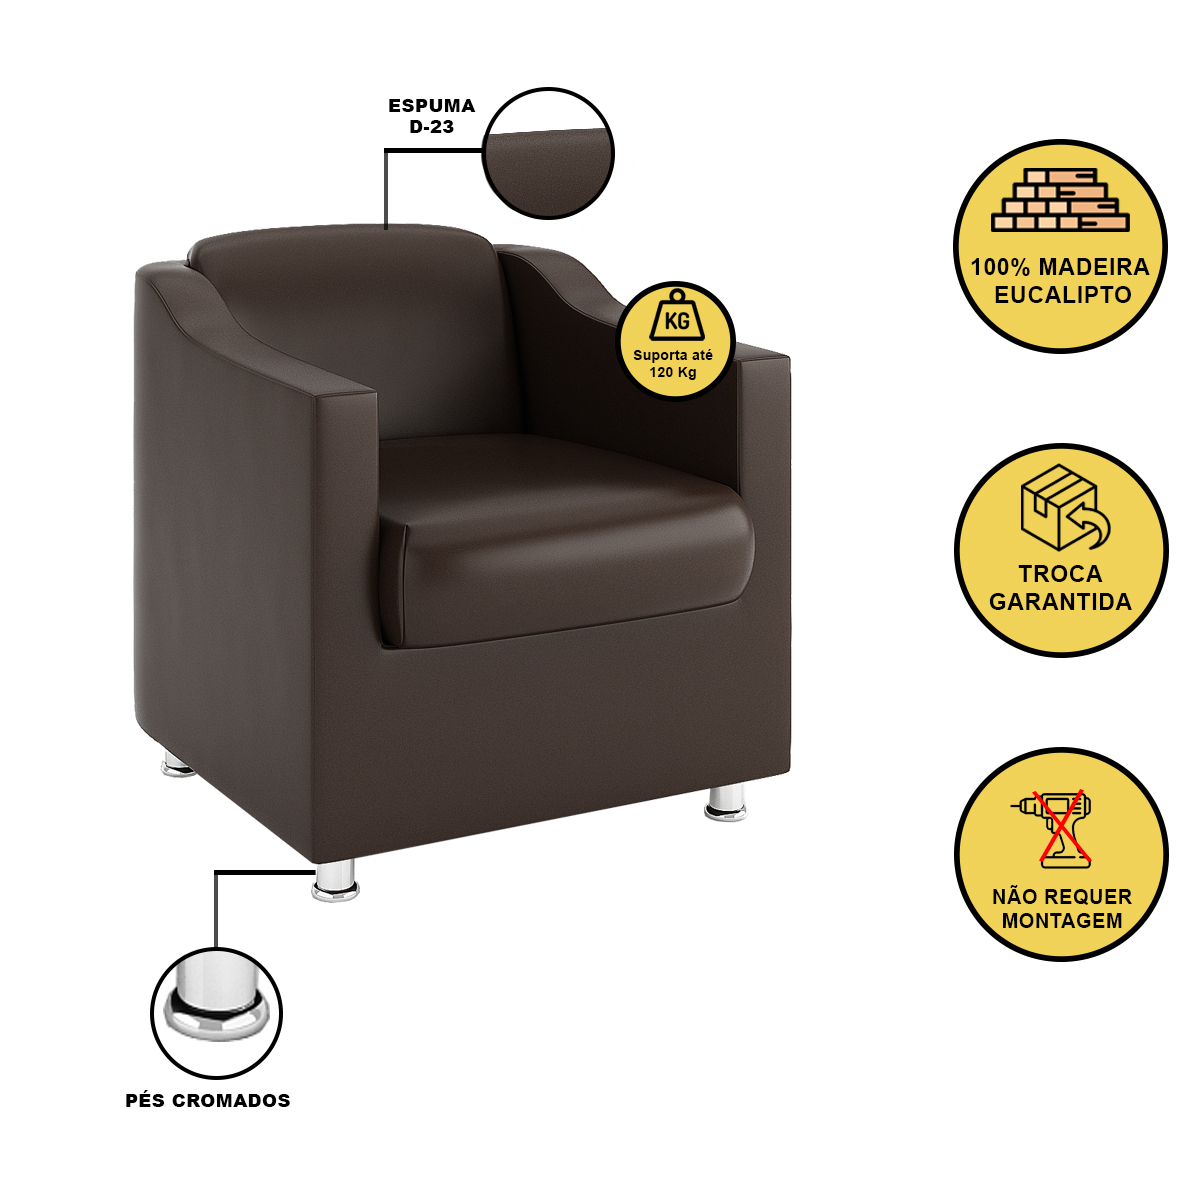 ESPUMA
D-23
100% MADEIRA
EUCALIPTO
KG
Suporta até
120 Kg
TROCA
GARANTIDA
NÃO REQUER
MONTAGEM
PÉS CROMADOS